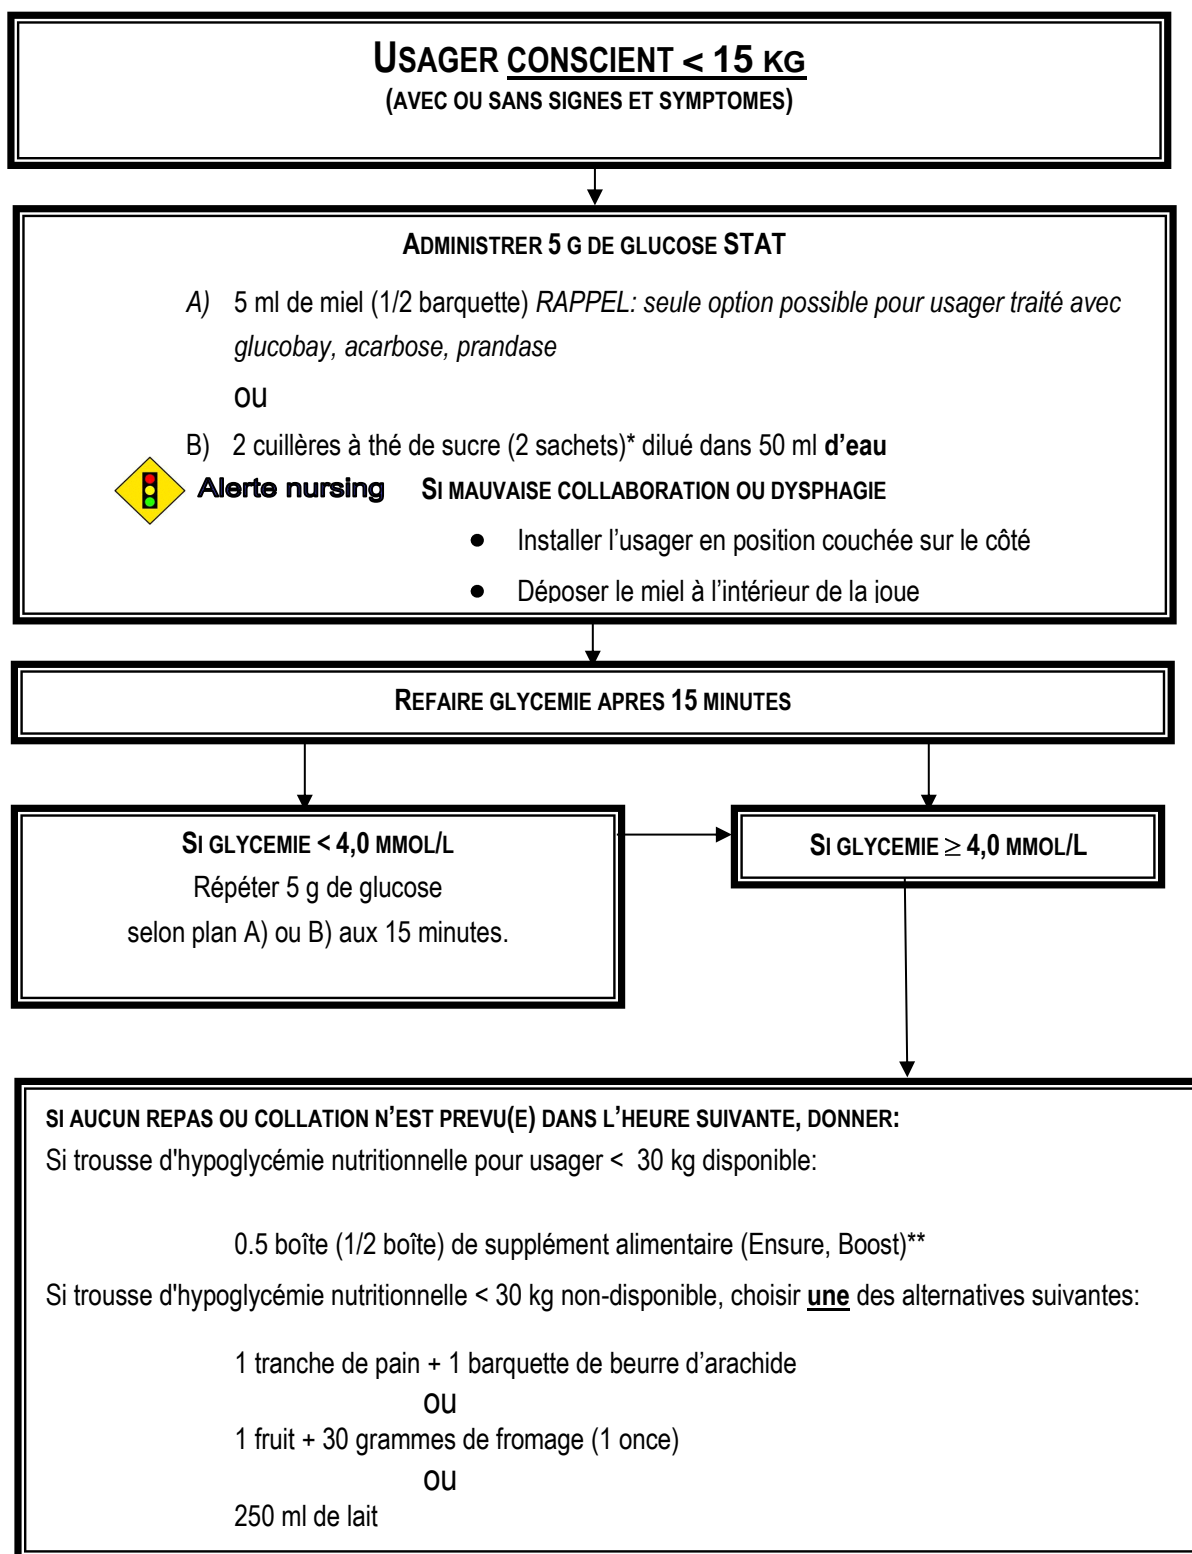 USAGER CONSCIENT < 15 KG
(AVEC OU SANS SIGNES ET SYMPTOMES)
ADMINISTRER 5 G DE GLUCOSE STAT
A) 5 ml de miel (1/2 barquette) RAPPEL: seule option possible pour usager traité avec
glucobay, acarbose, prandase
ou
B) 2 cuillères à thé de sucre (2 sachets)* dilué dans 50 ml d’eau
Alerte nursing SI MAUVAISE COLLABORATION OU DYSPHAGIE
● Installer l’usager en position couchée sur le côté
● Déposer le miel à l’intérieur de la joue
REFAIRE GLYCEMIE APRES 15 MINUTES
SI GLYCEMIE < 4,0 MMOL/L
Répéter 5 g de glucose
selon plan A) ou B) aux 15 minutes.
SI GLYCEMIE ≥ 4,0 MMOL/L
SI AUCUN REPAS OU COLLATION N’EST PREVU(E) DANS L’HEURE SUIVANTE, DONNER:
Si trousse d'hypoglycémie nutritionnelle pour usager < 30 kg disponible:
0.5 boîte (1/2 boîte) de supplément alimentaire (Ensure, Boost)**
Si trousse d'hypoglycémie nutritionnelle < 30 kg non-disponible, choisir une des alternatives suivantes:
1 tranche de pain + 1 barquette de beurre d’arachide
ou
1 fruit + 30 grammes de fromage (1 once)
ou
250 ml de lait